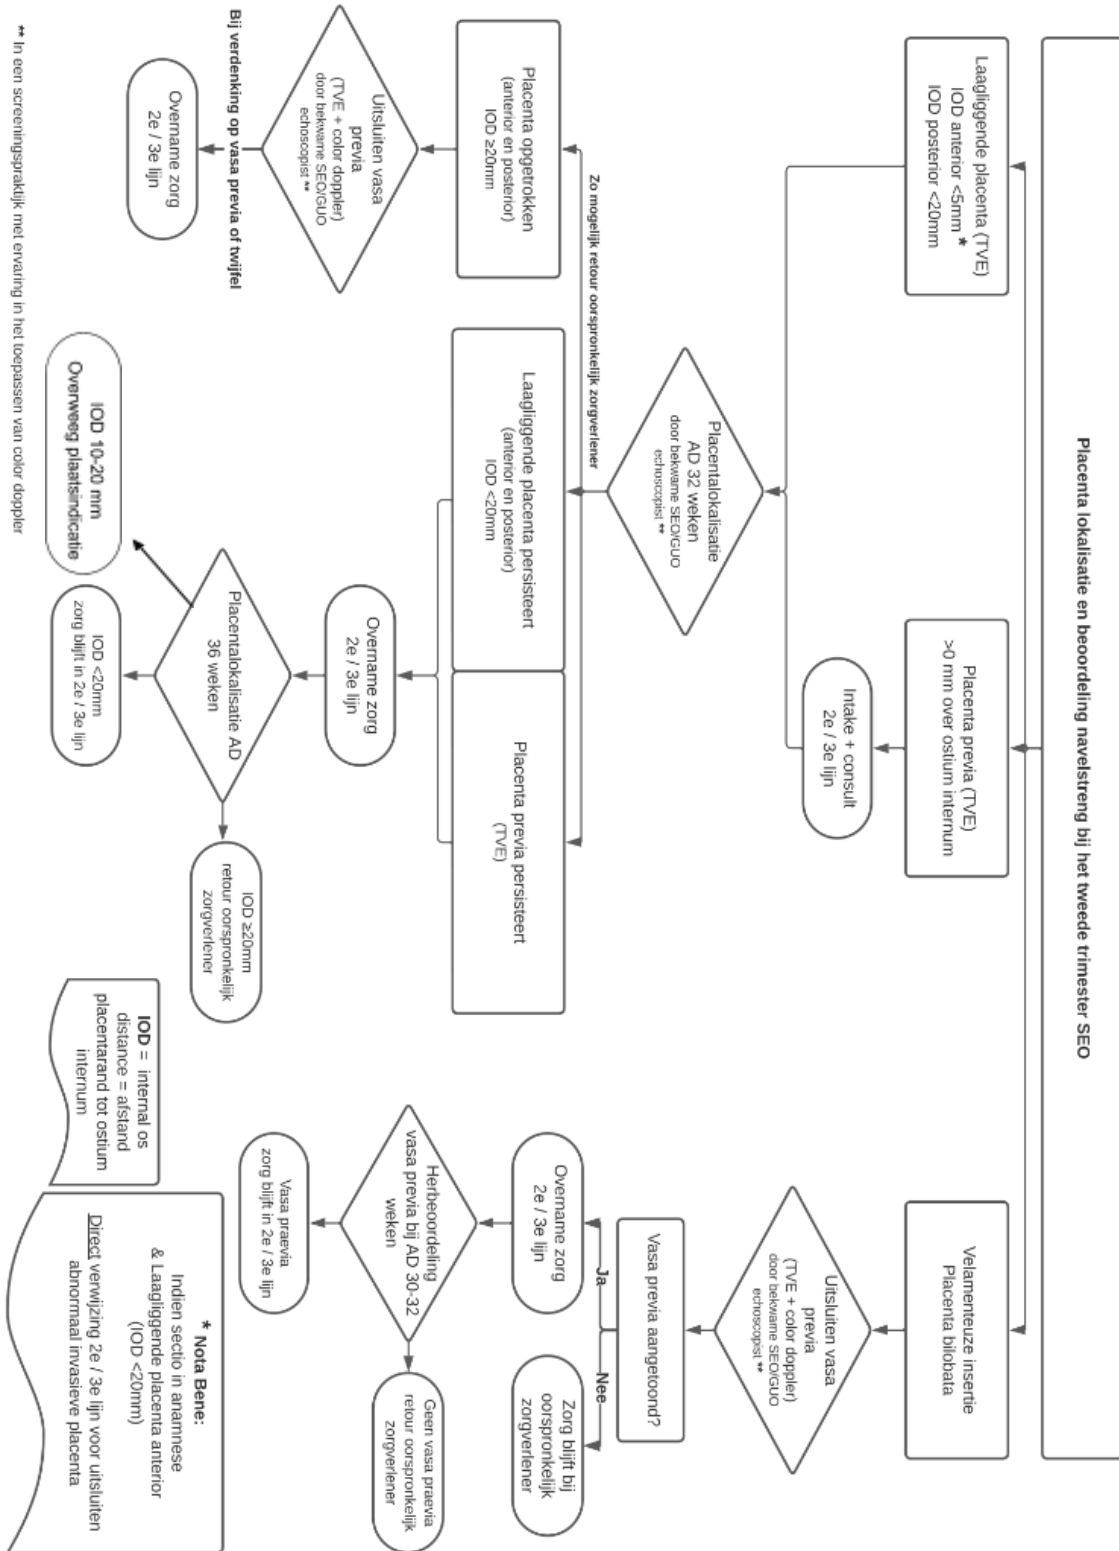 Placenta lokalisatie en beoordeling navelstreng bij het tweede trimester SEO
Laagliggende placenta (TVE)
IOD anterior <5mm *
IOD posterior <20mm
Placenta previa (TVE)
>0 mm over ostium internum
Velamenteuze insertie
Placenta bilobata
Intake + consult
2e / 3e lijn
Uitsluiten vasa
previa
(TVE + color doppler)
door bekwame SEO/GUO
echoscopist **
Placentalokalisatie
AD 32 weken
door bekwame SEO/GUO
echoscopist **
Vasa previa aangetoond?
Zo mogelijk retour oorspronkelijk zorgverlener
Ja
Nee
Placenta opgetrokken
(anterior en posterior)
IOD ≥20mm
Laagliggende placenta persisteert
(anterior en posterior)
IOD <20mm
Placenta previa persisteert
(TVE)
Overname zorg
2e / 3e lijn
Zorg blijft bij
oorspronkelijk
zorgverlener
Uitsluiten vasa
previa
(TVE + color doppler)
door bekwame SEO/GUO
echoscopist **
Overname zorg
2e / 3e lijn
Herbeoordeling
vasa previa bij AD 30-32
weken
Geen vasa praevia
retour oorspronkelijk
zorgverlener
Bij verdenking op vasa previa of twijfel
Placentalokalisatie AD
36 weken
IOD ≥20mm
retour oorspronkelijk
zorgverlener
Vasa praevia
zorg blijft in 2e / 3e lijn
Overname zorg
2e / 3e lijn
IOD 10-20 mm
Overweeg plaatsindicatie
IOD <20mm
zorg blijft in 2e / 3e lijn
IOD = internal os
distance = afstand
placentarand tot ostium
internum
* Nota Bene:
Indien sectio in anamnese
& Laagliggende placenta anterior
(IOD <20mm)
Direct verwijzing 2e / 3e lijn voor uitsluiten
abnormaal invasieve placenta
** In een screeningspraktijk met ervaring in het toepassen van color doppler